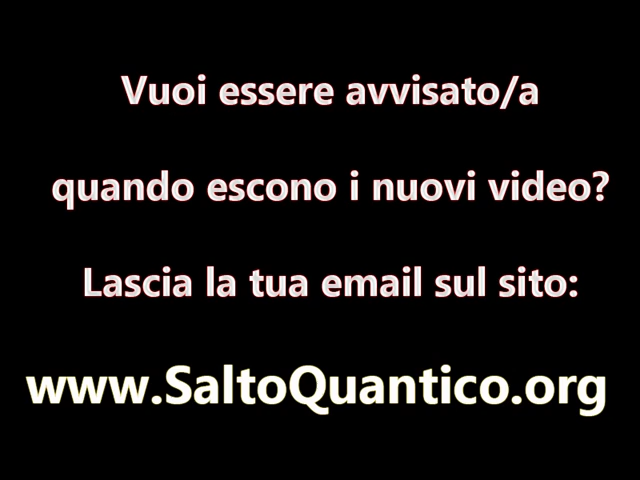 Vuoi essere avvisato/a
quando escono i nuovi video?
Lascia la tua email sul sito:
www.SaltoQuantico.org